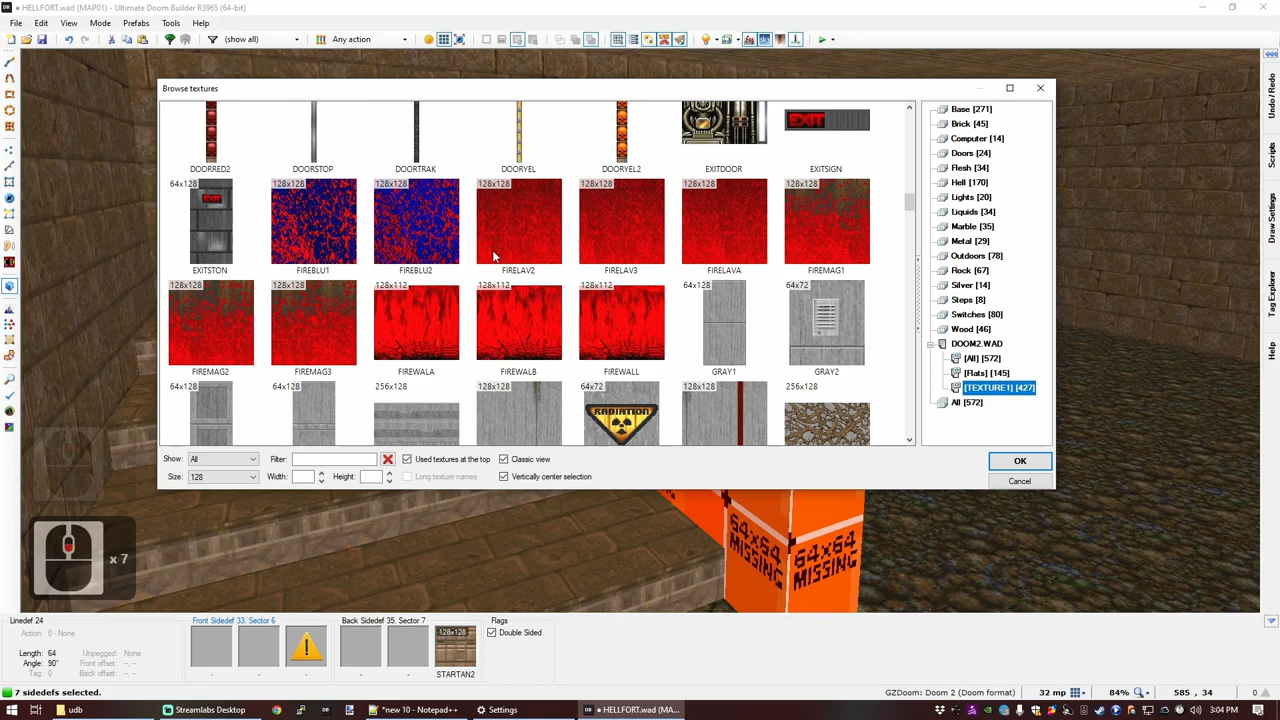 HELLFORT.wad (MAP01) - Ultimate Doom Builder R3965 (64-bit)
File Edit View Mode Prefabs Tools Help
(show all) Any action
Browse textures
DOORRED2 DOORSTOP DOORTRAK DOORYEL DOORYEL2 EXITDOOR EXITSIGN
EXIT
64x128 128x128 128x128 128x128 128x128 128x128 128x128
EXIT
EXITSTON FIREBLU1 FIREBLU2 FIRELAV2 FIRELAV3 FIRELAVA FIREMAG1
128x128 128x128 128x112 128x112 128x112 64x128 64x72
FIREMAG2 FIREMAG3 FIREWALA FIREWALB FIREWALL GRAY1 GRAY2
64x128 64x128 256x128 128x128 64x72 128x128 256x128
RADIATION
Base [271]
Brick [45]
Computer [14]
Doors [24]
Flesh [34]
Hell [170]
Lights [20]
Liquids [34]
Marble [35]
Metal [29]
Outdoors [78]
Rock [67]
Silver [14]
Steps [8]
Switches [80]
Wood [46]
DOOM2.WAD
[All] [572]
[Flats] [145]
[TEXTURE1] [427]
All [572]
Show: All Filter: Used textures at the top Classic view
Size: 128 Width: Height: Long texture names Vertically center selection
OK
Cancel
Undo / Redo
Scripts
Draw Settings
Tag Explorer
Help
x 7
64x64
MISSING
64x64
MISSING
Linedef 24
Action: 0 - None
Length: 64 Unpegged: None
Angle: 90° Front offset: --, --
Tag: 0 Back offset: --, --
Front Sidedef 33. Sector 6
- - -
Back Sidedef 35. Sector 7
128x128
- - STARTAN2
Flags
Double Sided
7 sidedefs selected.
GZDoom: Doom 2 (Doom format) 32 mp 84% 585 , 34
udb Streamlabs Desktop *new 10 - Notepad++ Settings HELLFORT.wad (MA... 3:04 PM